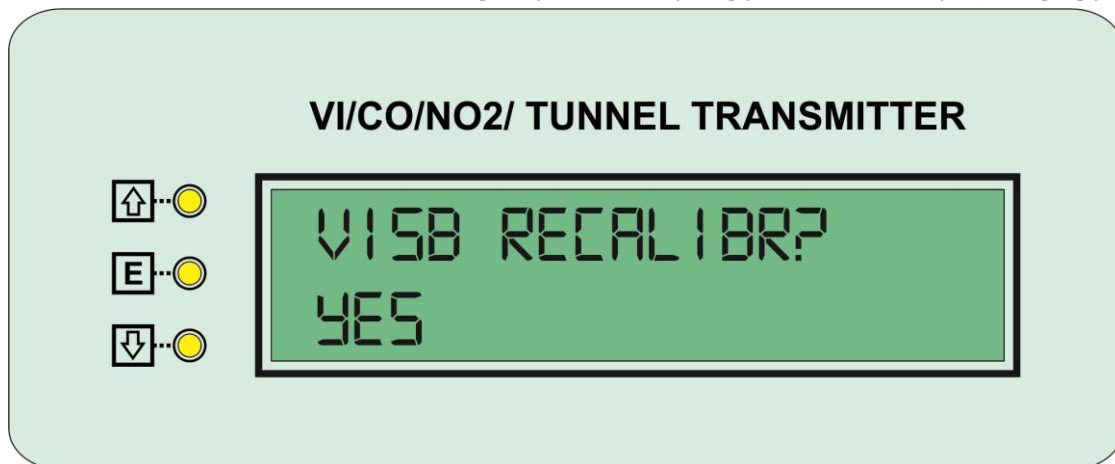 VI/CO/NO2/ TUNNEL TRANSMITTER
VISB RECALIBR?
E
YES